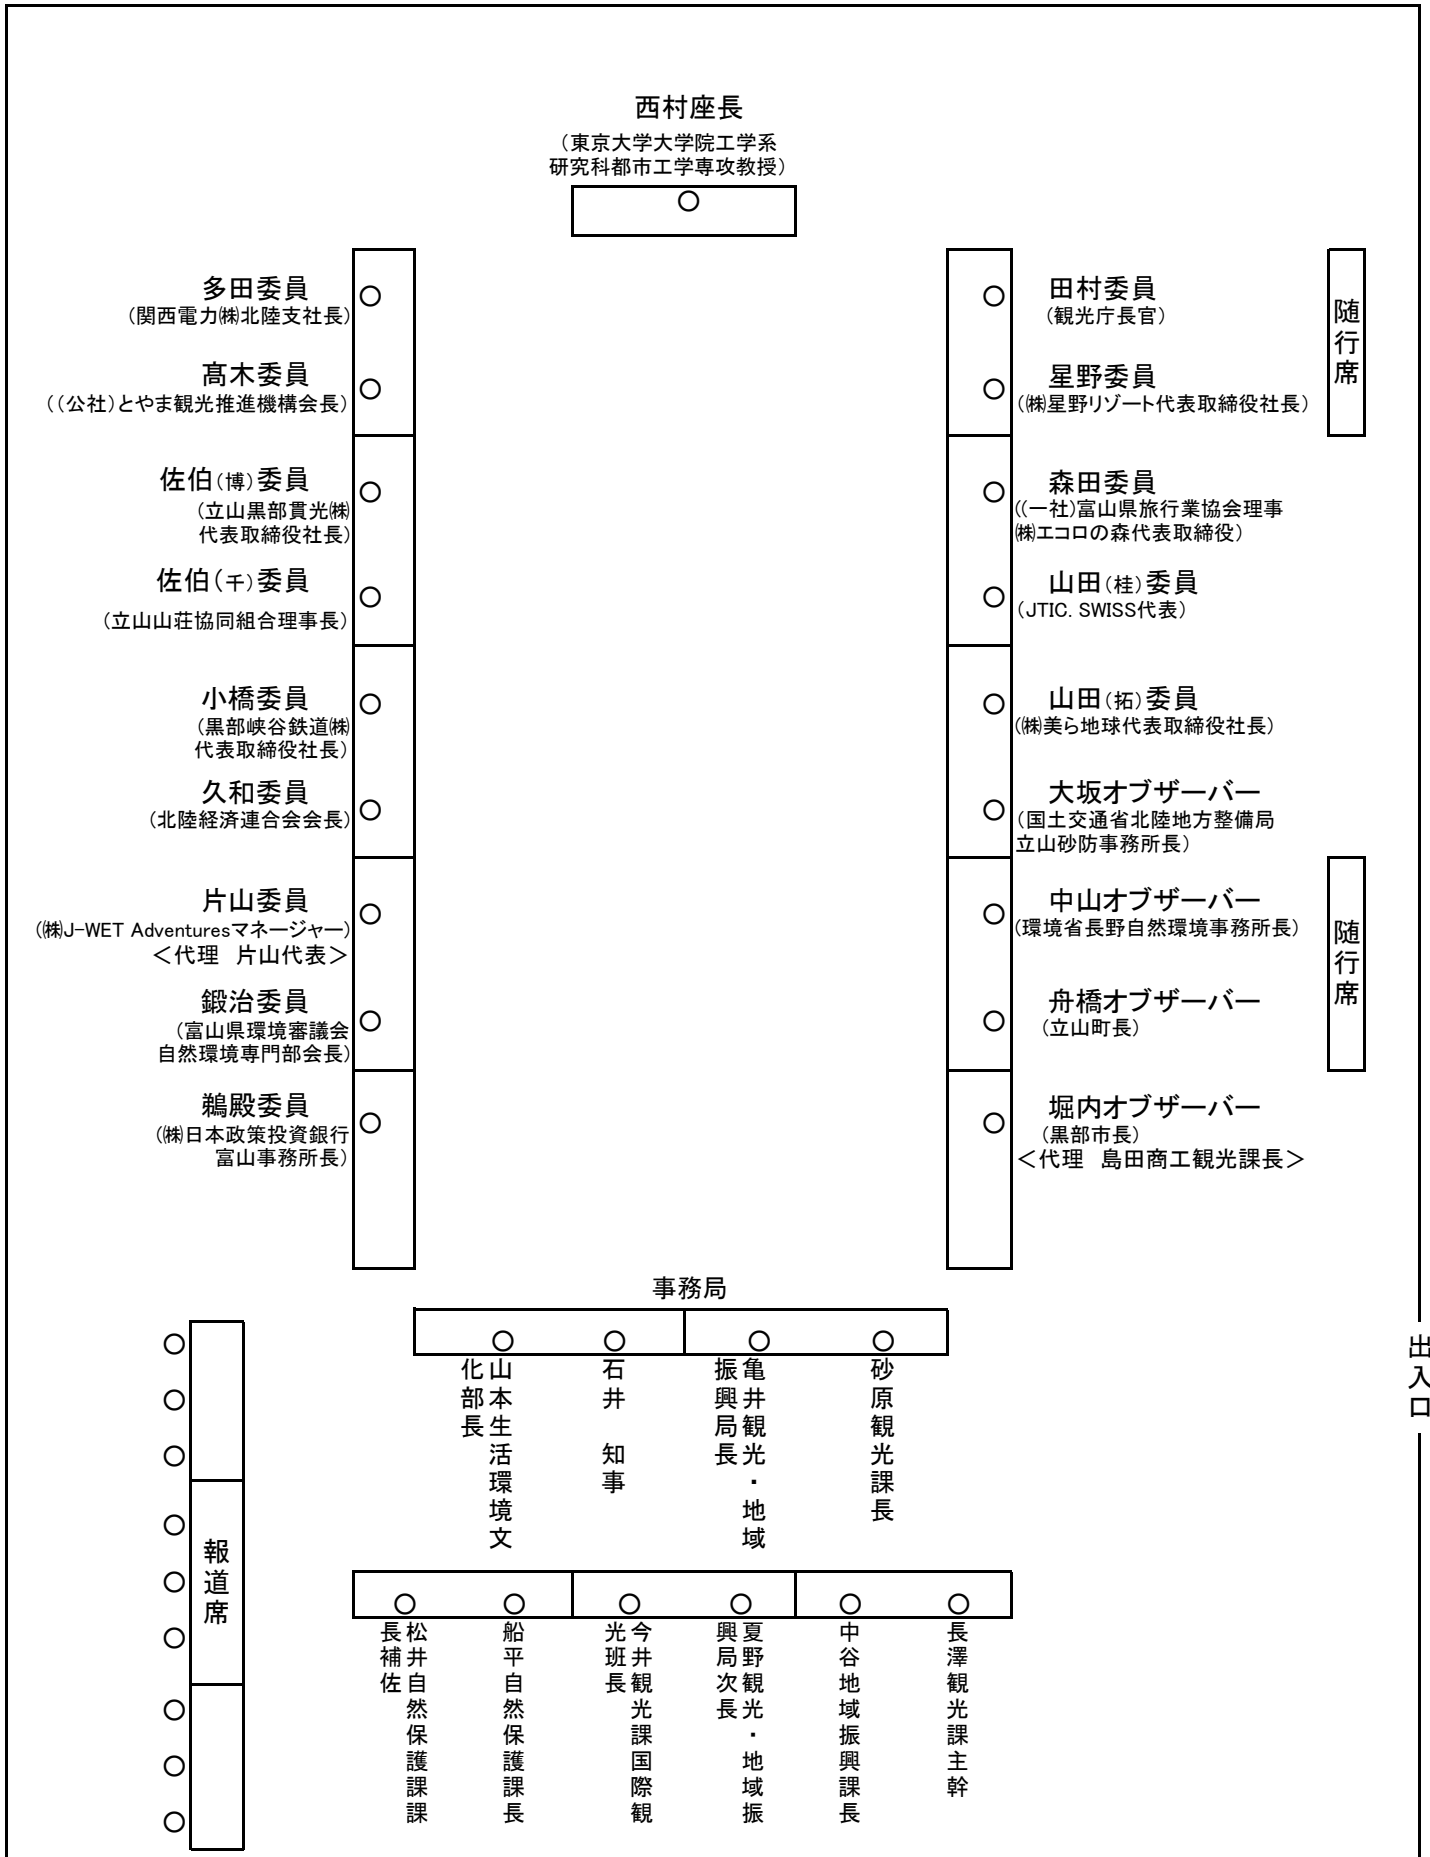 西村座長
（東京大学大学院工学系
研究科都市工学専攻教授）
多田委員
（関西電力㈱北陸支社長）
髙木委員
（（公社）とやま観光推進機構会長）
佐伯（博）委員
（立山黒部貫光㈱
代表取締役社長）
佐伯（千）委員
（立山山荘協同組合理事長）
小橋委員
（黒部峡谷鉄道㈱
代表取締役社長）
久和委員
（北陸経済連合会会長）
片山委員
（㈱J-WET Adventuresマネージャー）
＜代理　片山代表＞
鍛治委員
（富山県環境審議会
自然環境専門部会長）
鵜殿委員
（㈱日本政策投資銀行
富山事務所長）
田村委員
（観光庁長官）
星野委員
（㈱星野リゾート代表取締役社長）
森田委員
（（一社）富山県旅行業協会理事
㈱エコロの森代表取締役）
山田（桂）委員
（JTIC. SWISS代表）
山田（拓）委員
（㈱美ら地球代表取締役社長）
大坂オブザーバー
（国土交通省北陸地方整備局
立山砂防事務所長）
中山オブザーバー
（環境省長野自然環境事務所長）
舟橋オブザーバー
（立山町長）
堀内オブザーバー
（黒部市長）
＜代理　島田商工観光課長＞
随行席
随行席
出入口
事務局
山本生活環境文
化部長
石井　知事
亀井観光・地域
振興局長
砂原観光課長
報道席
松井自然保護課課
長補佐
船平自然保護課長
今井観光課国際観
光班長
夏野観光・地域振
興局次長
中谷地域振興課長
長澤観光課主幹